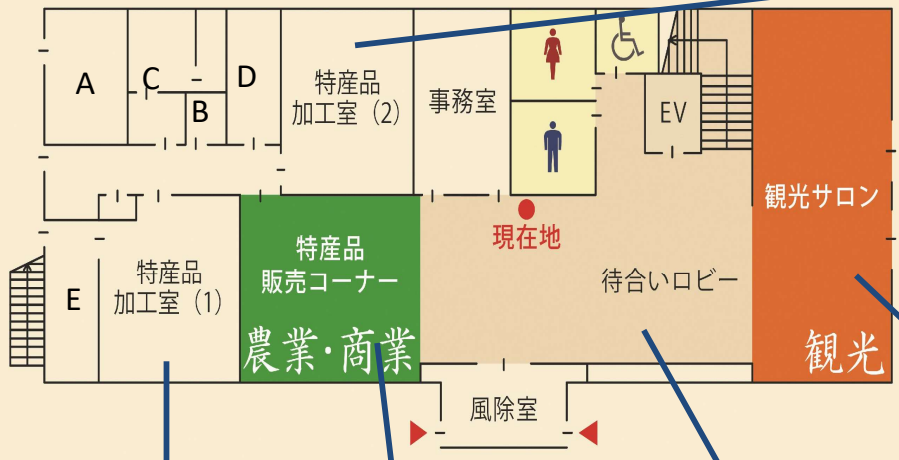 A
C
B
D
特産品
加工室（2）
事務室
EV
観光サロン
現在地
特産品
販売コーナー
特産品
加工室（1）
待合いロビー
E
農業・商業
観光
風除室